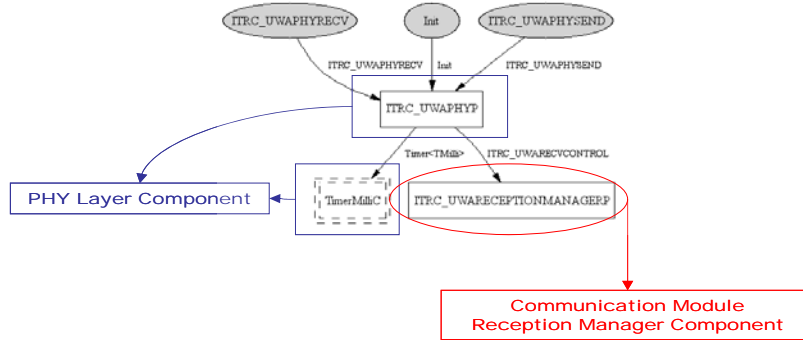 ITRC_UWAPHYRECV
Init
ITRC_UWAPHYSEND
ITRC_UWAPHYRECV
Init
ITRC_UWAPHYSEND
ITRC_UWAPHYP
Timer<TMilli>
ITRC_UWARECVCONTROL
PHY Layer Component
TimerMilliC
ITRC_UWARECEPTIONMANAGERP
Communication Module
Reception Manager Component